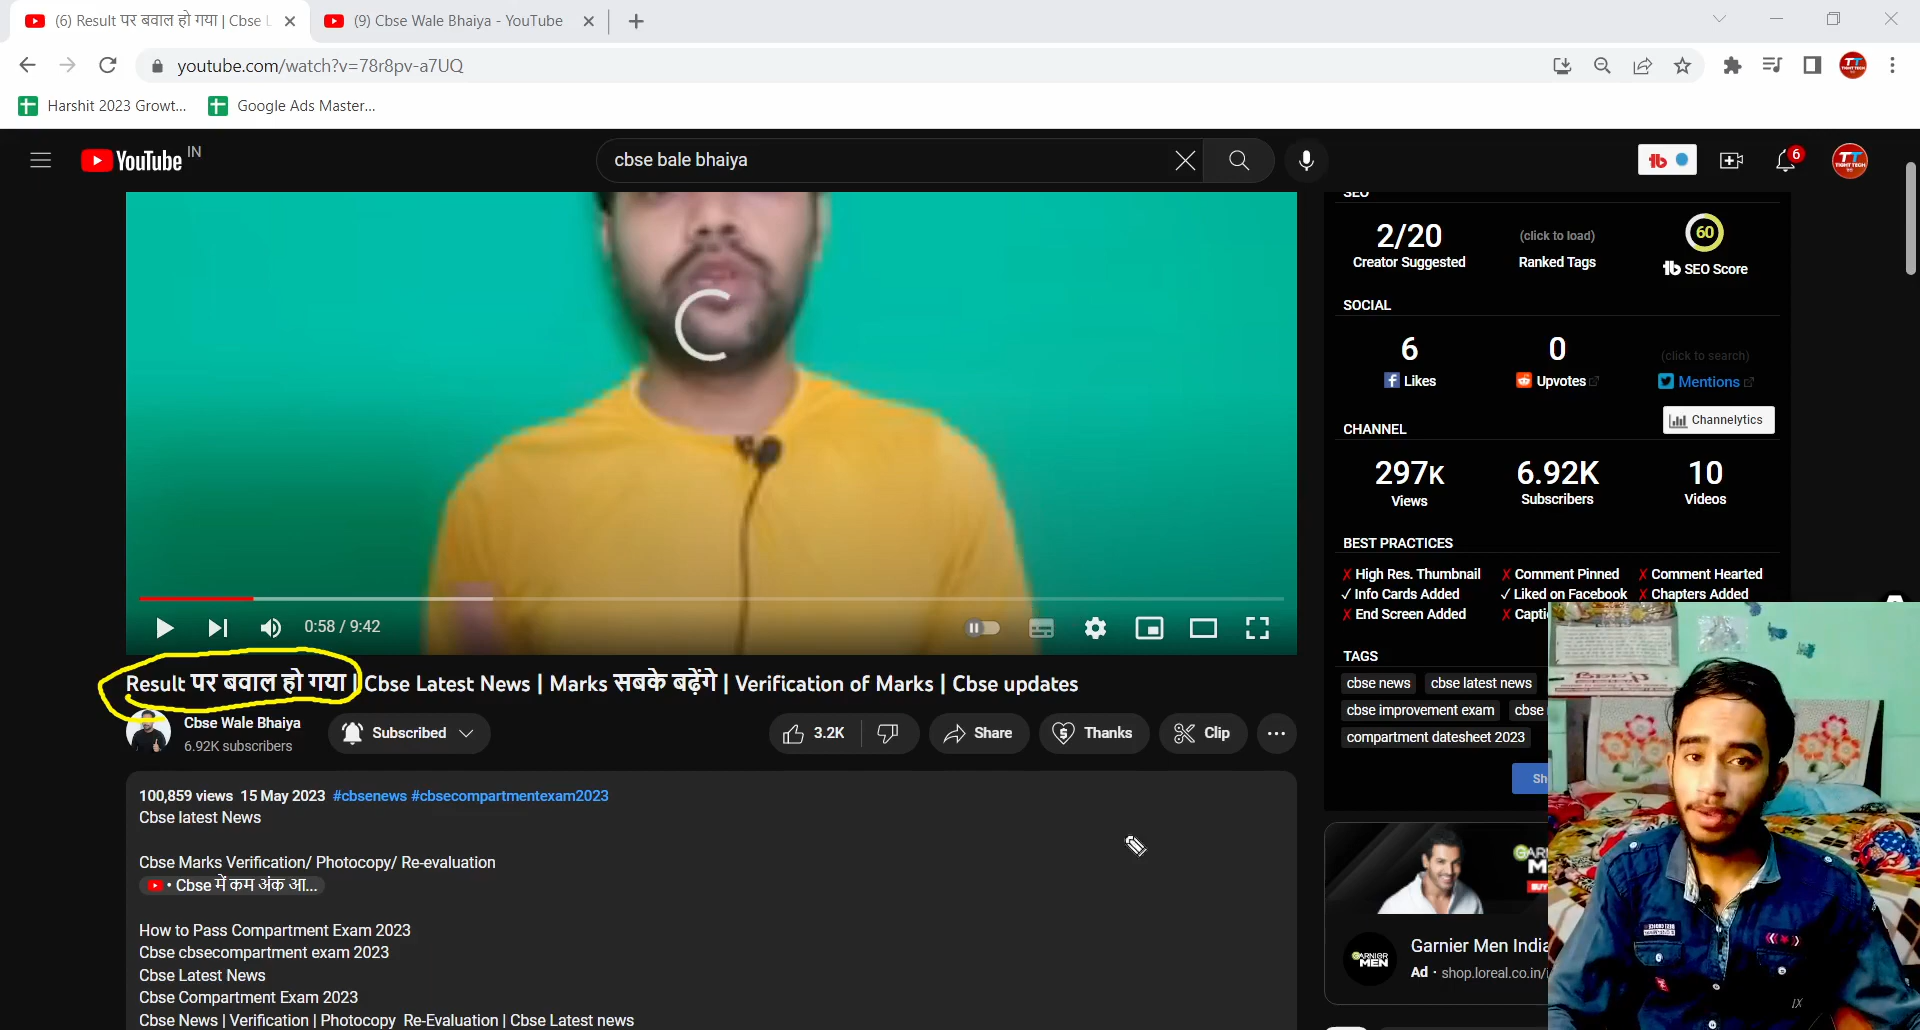 (6) Result पर बवाल हो गया | Cbse L
(9) Cbse Wale Bhaiya - YouTube
youtube.com/watch?v=78r8pv-a7UQ
Harshit 2023 Growt...
Google Ads Master...
YouTube IN
cbse bale bhaiya
6
SEO
2/20
Creator Suggested
(click to load)
Ranked Tags
60
SEO Score
SOCIAL
6
Likes
0
Upvotes
(click to search)
Mentions
CHANNEL
Channelytics
297K
Views
6.92K
Subscribers
10
Videos
BEST PRACTICES
High Res. Thumbnail
Comment Pinned
Comment Hearted
Info Cards Added
Liked on Facebook
Chapters Added
End Screen Added
TAGS
cbse news
cbse latest news
cbse improvement exam
cbse
compartment datesheet 2023
Sh
0:58 / 9:42
Result पर बवाल हो गया | Cbse Latest News | Marks सबके बढ़ेंगे | Verification of Marks | Cbse updates
Cbse Wale Bhaiya
6.92K subscribers
Subscribed
3.2K
Share
Thanks
Clip
100,859 views 15 May 2023 #cbsenews #cbsecompartmentexam2023
Cbse latest News
Cbse Marks Verification/ Photocopy/ Re-evaluation
• Cbse में कम अंक आ...
How to Pass Compartment Exam 2023
Cbse cbsecompartment exam 2023
Cbse Latest News
Cbse Compartment Exam 2023
Cbse News | Verification | Photocopy Re-Evaluation | Cbse Latest news
GARNIER
MEN
Garnier Men India
Ad · shop.loreal.co.in/